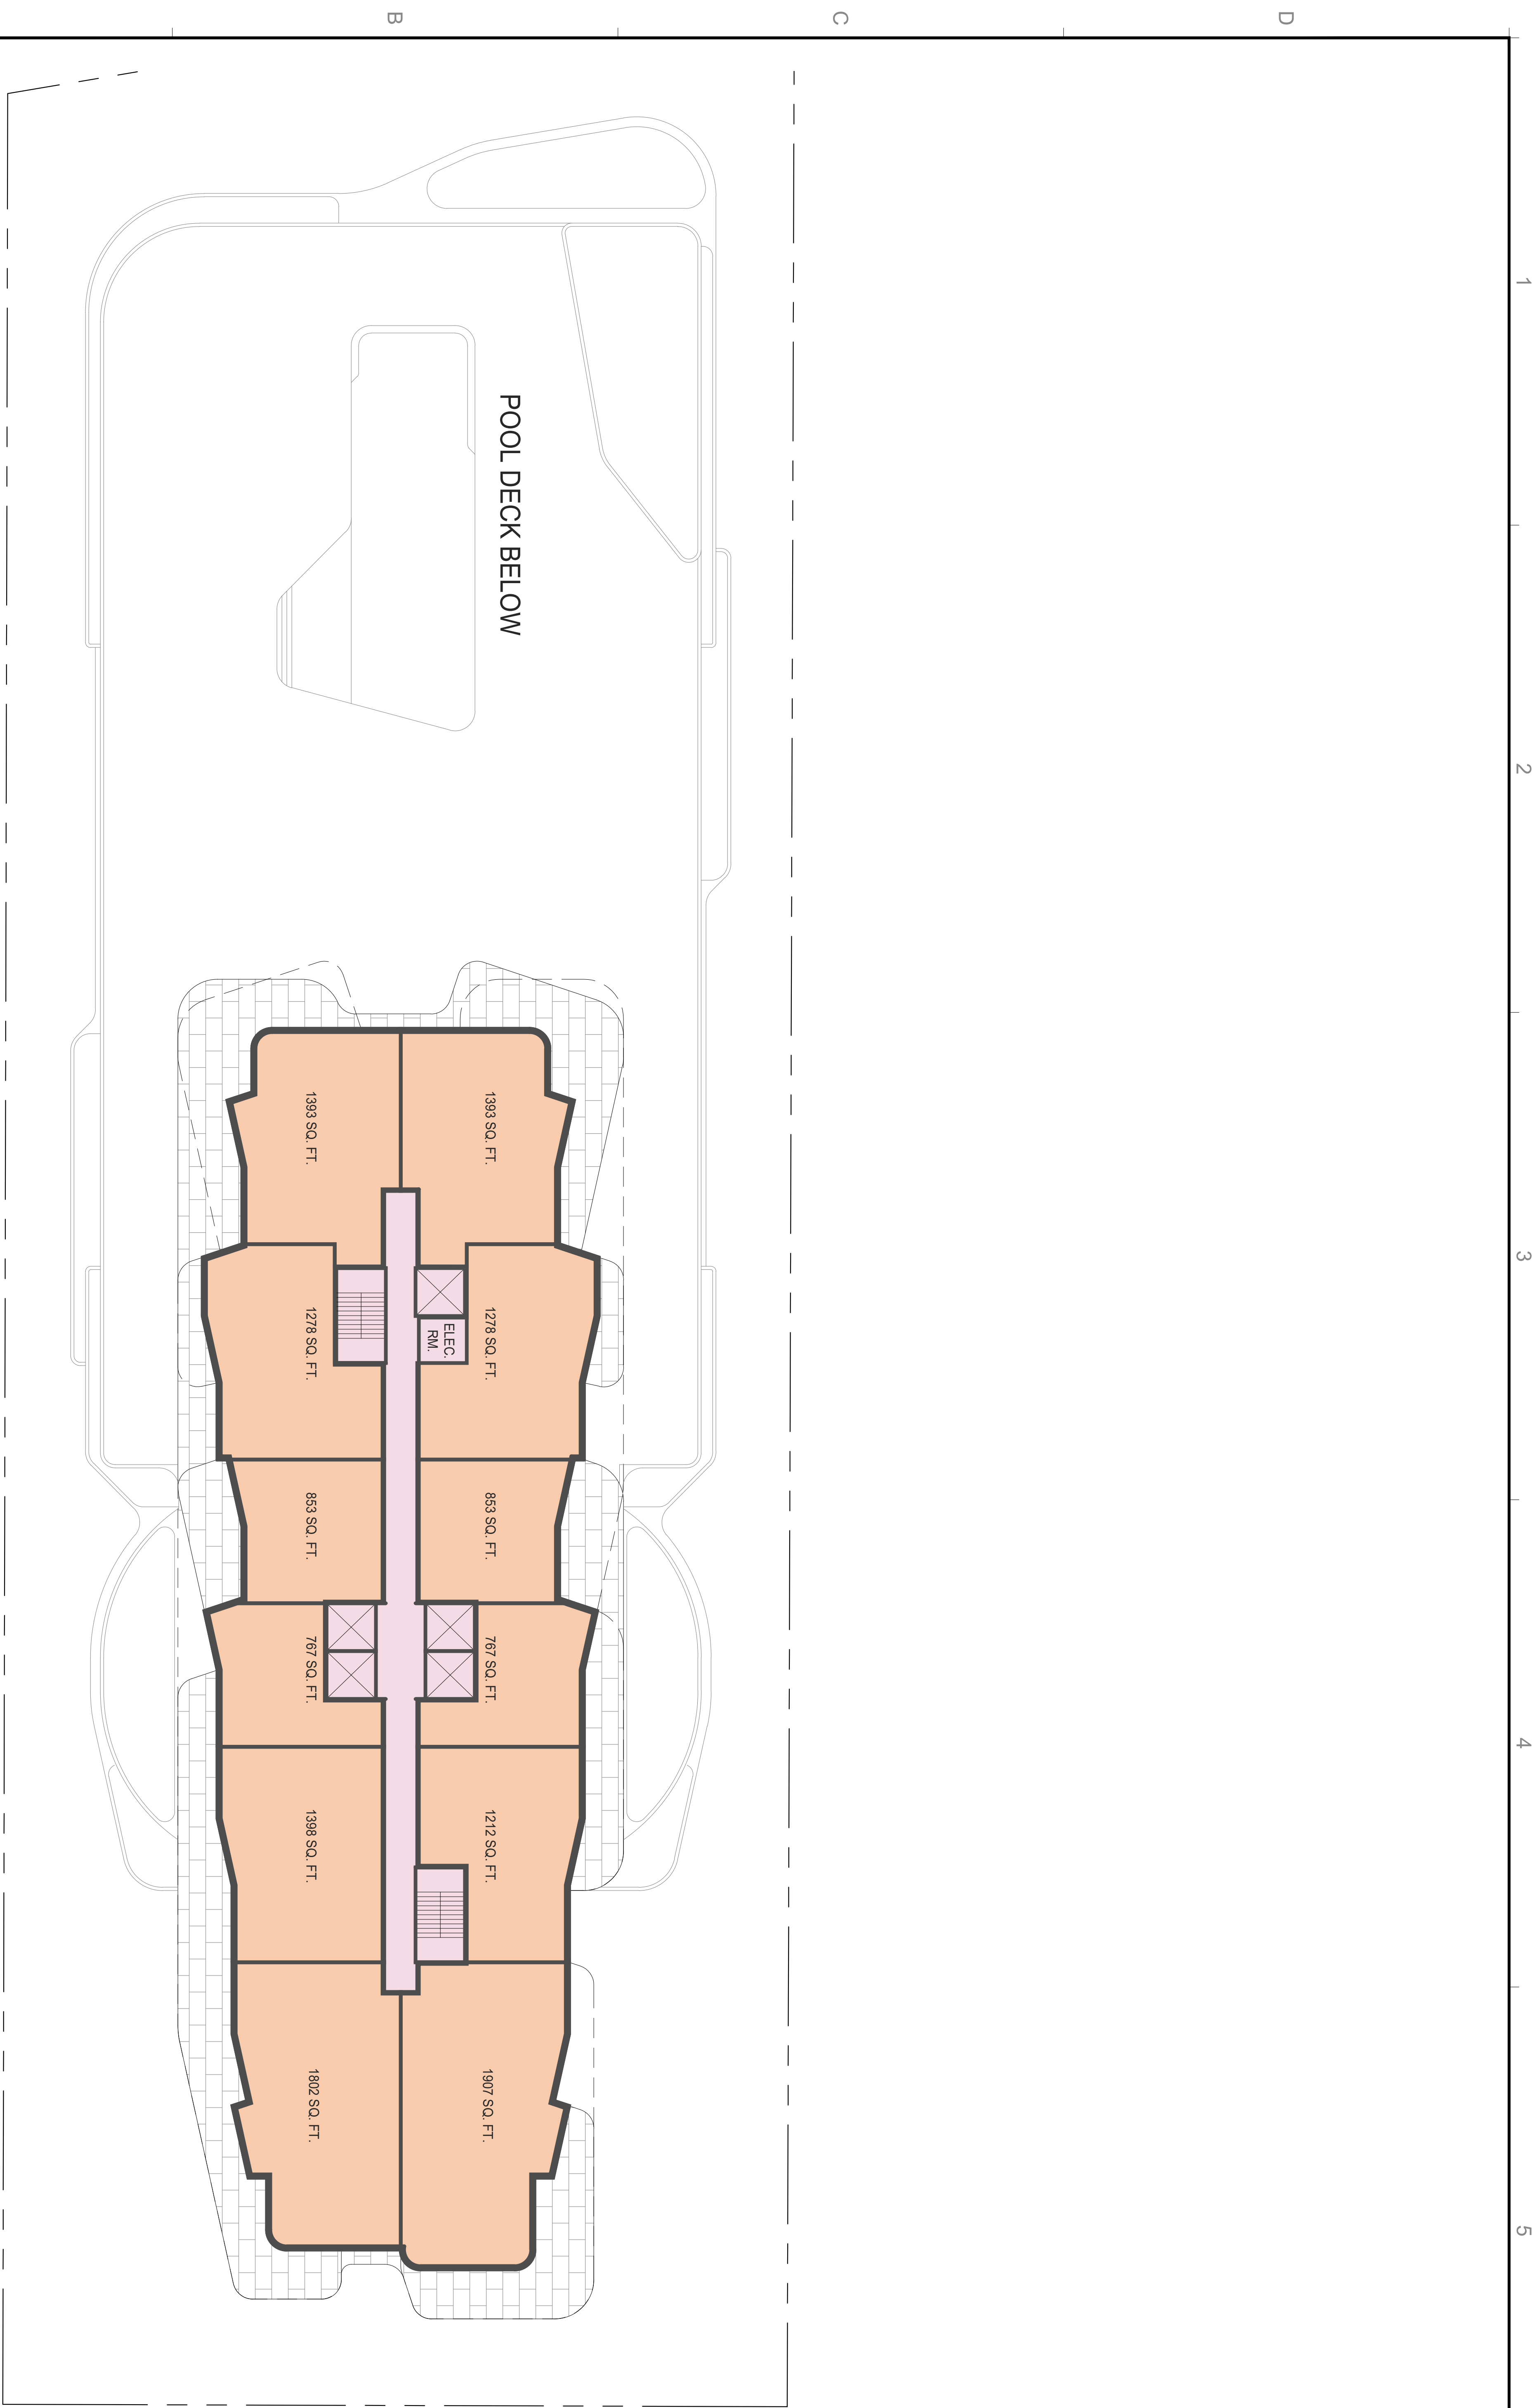 B
C
D
1
2
3
4
5
POOL DECK BELOW
1393 SQ. FT.
1393 SQ. FT.
1278 SQ. FT.
ELEC.
RM.
1278 SQ. FT.
853 SQ. FT.
853 SQ. FT.
767 SQ. FT.
767 SQ. FT.
1398 SQ. FT.
1212 SQ. FT.
1802 SQ. FT.
1907 SQ. FT.